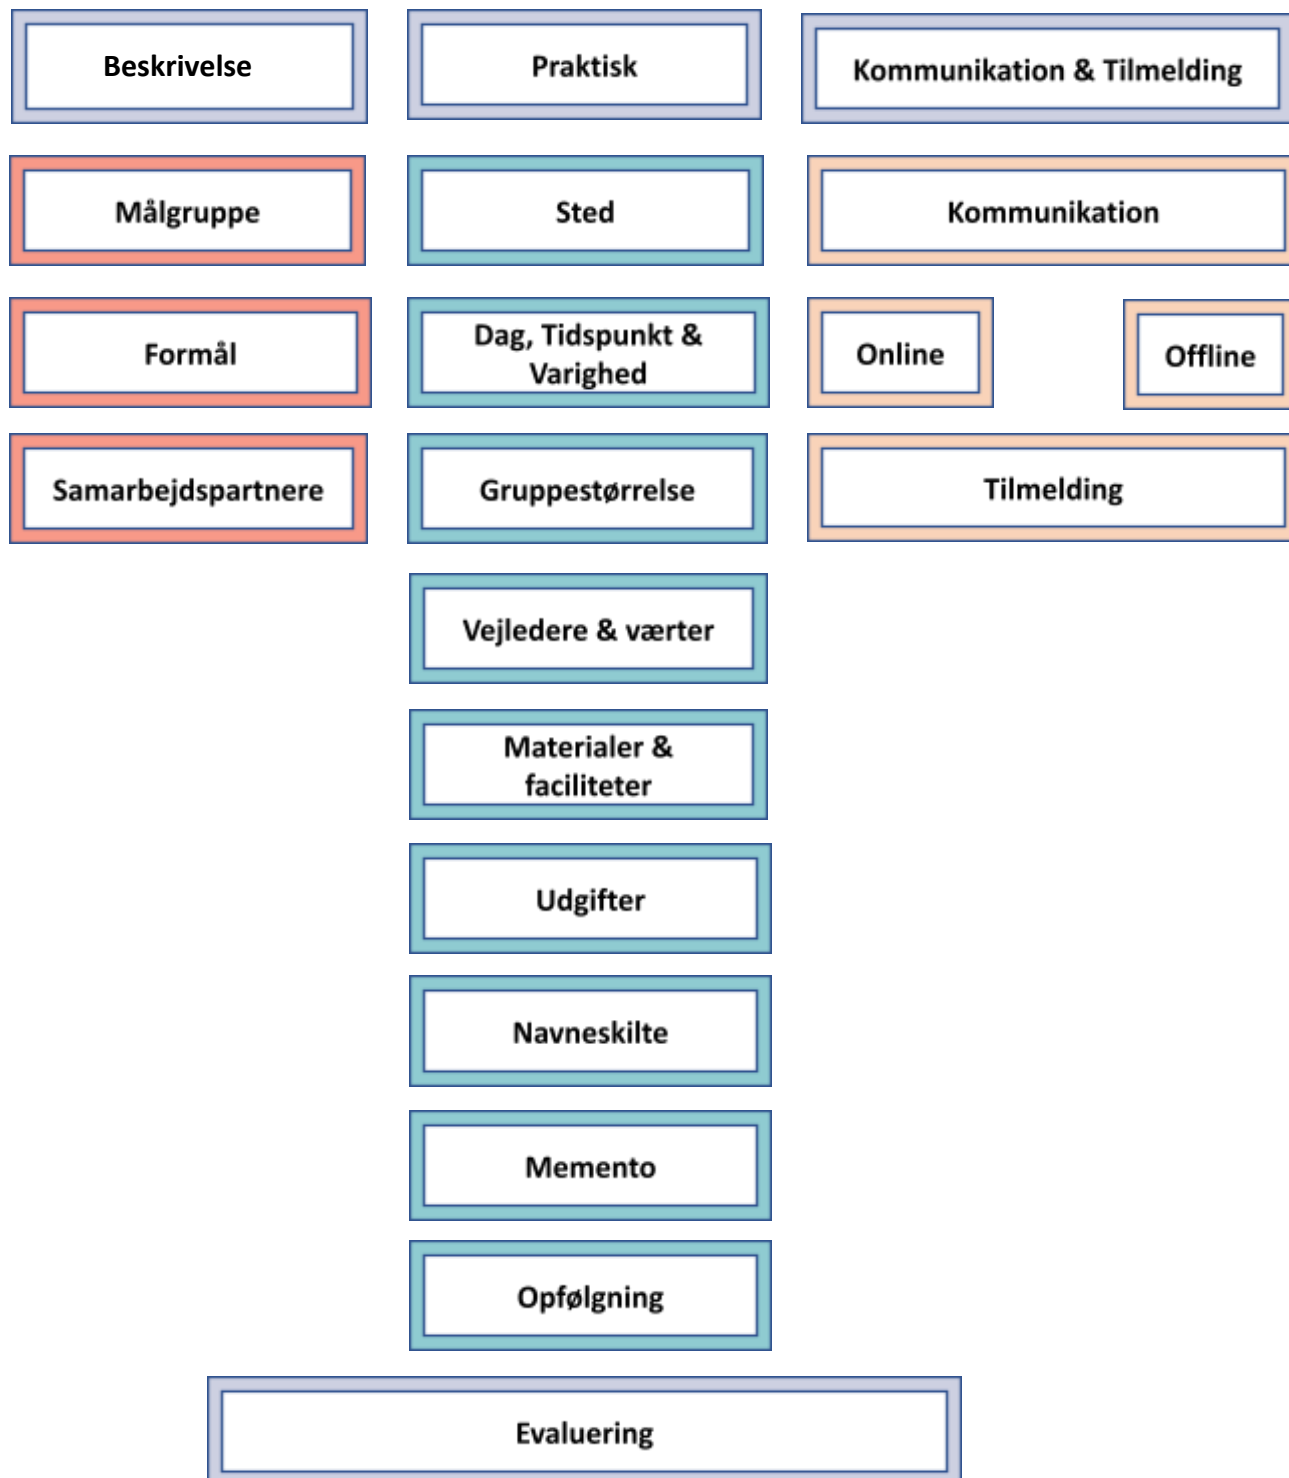 Beskrivelse
Praktisk
Kommunikation & Tilmelding
Målgruppe
Sted
Kommunikation
Formål
Dag, Tidspunkt &
Varighed
Online
Offline
Samarbejdspartnere
Gruppestørrelse
Tilmelding
Vejledere & værter
Materialer &
faciliteter
Udgifter
Navneskilte
Memento
Opfølgning
Evaluering